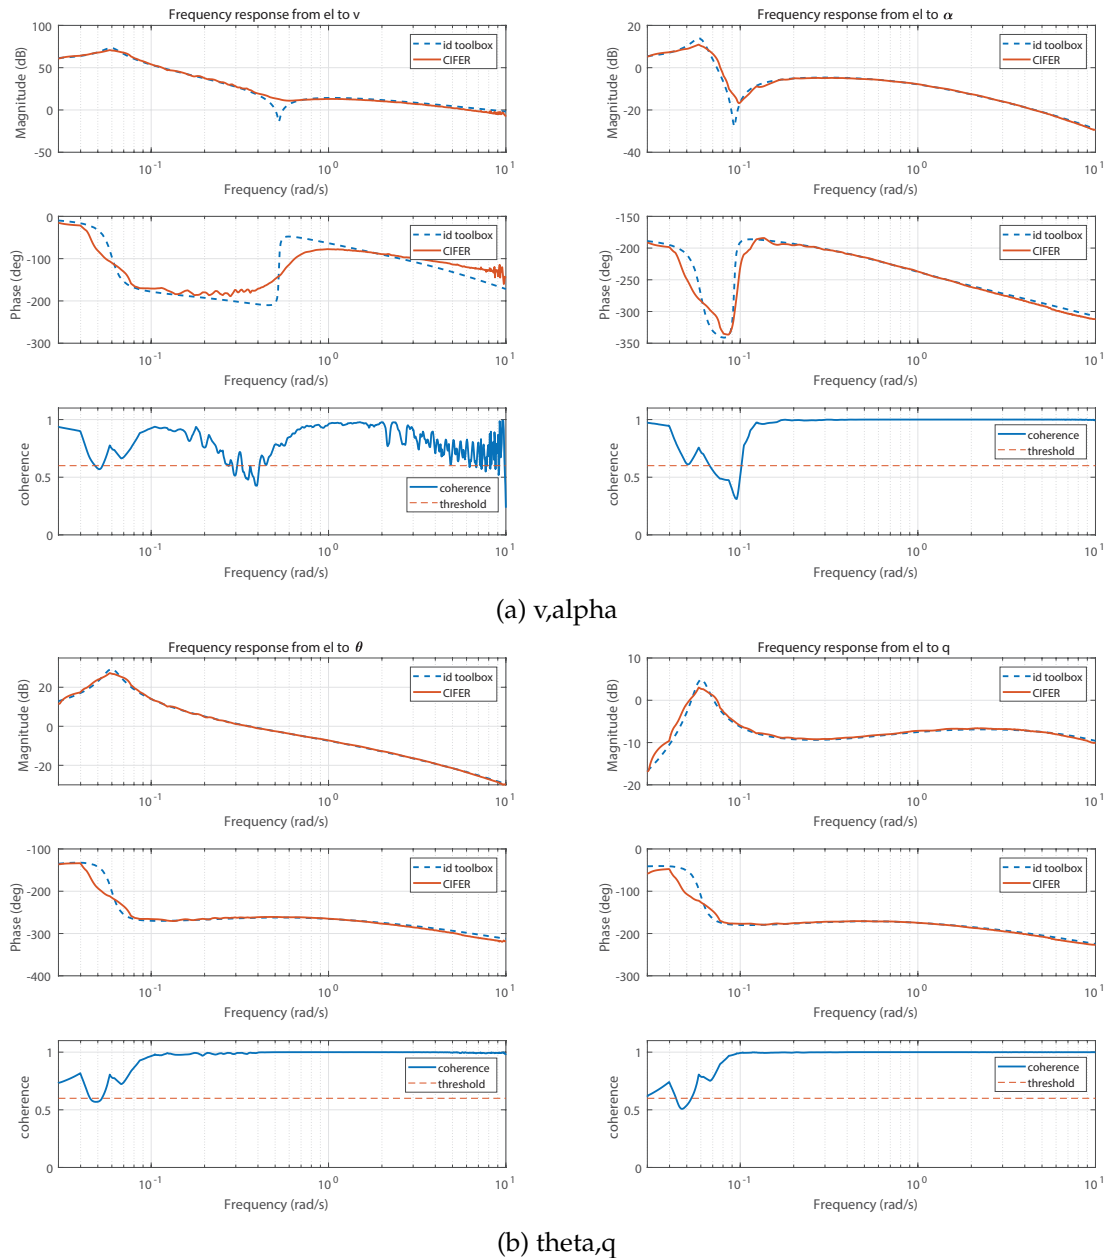 Frequency response from el to v
100
50
0
-50
Magnitude (dB)
id toolbox
CIFER
10^-1
10^0
10^1
Frequency (rad/s)
0
-100
-200
-300
Phase (deg)
id toolbox
CIFER
10^-1
10^0
10^1
Frequency (rad/s)
1
0.5
0
coherence
coherence
threshold
10^-1
10^0
10^1
Frequency (rad/s)
Frequency response from el to α
20
0
-20
-40
Magnitude (dB)
id toolbox
CIFER
10^-1
10^0
10^1
Frequency (rad/s)
-150
-200
-250
-300
-350
Phase (deg)
id toolbox
CIFER
10^-1
10^0
10^1
Frequency (rad/s)
1
0.5
0
coherence
coherence
threshold
10^-1
10^0
10^1
Frequency (rad/s)
(a) v,alpha
Frequency response from el to θ
20
0
-20
Magnitude (dB)
id toolbox
CIFER
10^-1
10^0
10^1
Frequency (rad/s)
-100
-200
-300
-400
Phase (deg)
id toolbox
CIFER
10^-1
10^0
10^1
Frequency (rad/s)
1
0.5
0
coherence
coherence
threshold
10^-1
10^0
10^1
Frequency (rad/s)
Frequency response from el to q
10
0
-10
-20
Magnitude (dB)
id toolbox
CIFER
10^-1
10^0
10^1
Frequency (rad/s)
0
-100
-200
-300
Phase (deg)
id toolbox
CIFER
10^-1
10^0
10^1
Frequency (rad/s)
1
0.5
0
coherence
coherence
threshold
10^-1
10^0
10^1
Frequency (rad/s)
(b) theta,q